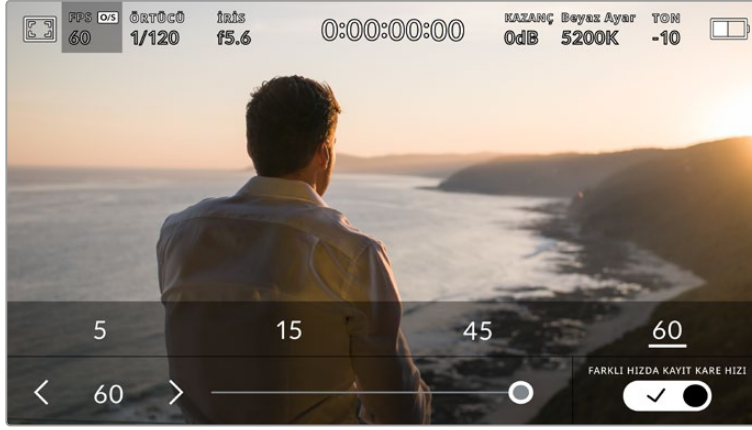 FPS O/S ÖRTÜCÜ İRİS 0:00:00:00 KAZANÇ Beyaz Ayar TON
60 1/120 f5.6 0dB 5200K -10
5 15 45 60
FARKLI HIZDA KAYIT KARE HIZI
60